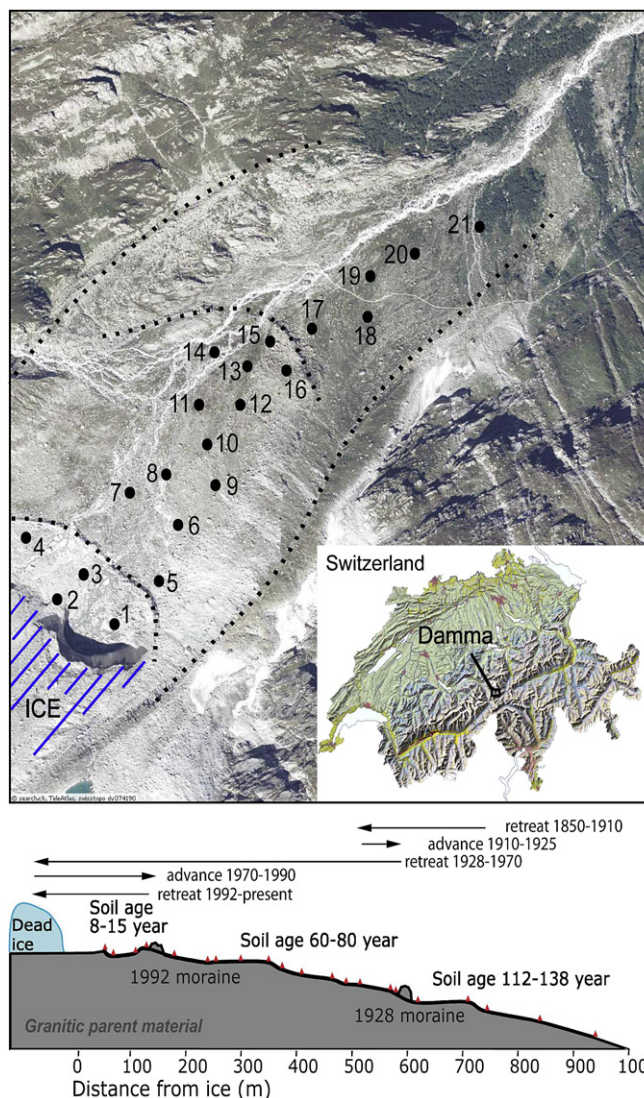 21
20
19
17
18
15
14
13
16
11
12
10
8
9
7
6
4
3
5
2
1
ICE
Switzerland
Damma
© search.ch, TeleAtlas, swisstopo dv074190
retreat 1850-1910
advance 1910-1925
retreat 1928-1970
advance 1970-1990
retreat 1992-present
Dead
ice
Soil age
8-15 year
Soil age 60-80 year
Soil age 112-138 year
1992 moraine
1928 moraine
Granitic parent material
0 100 200 300 400 500 600 700 800 900 100
Distance from ice (m)